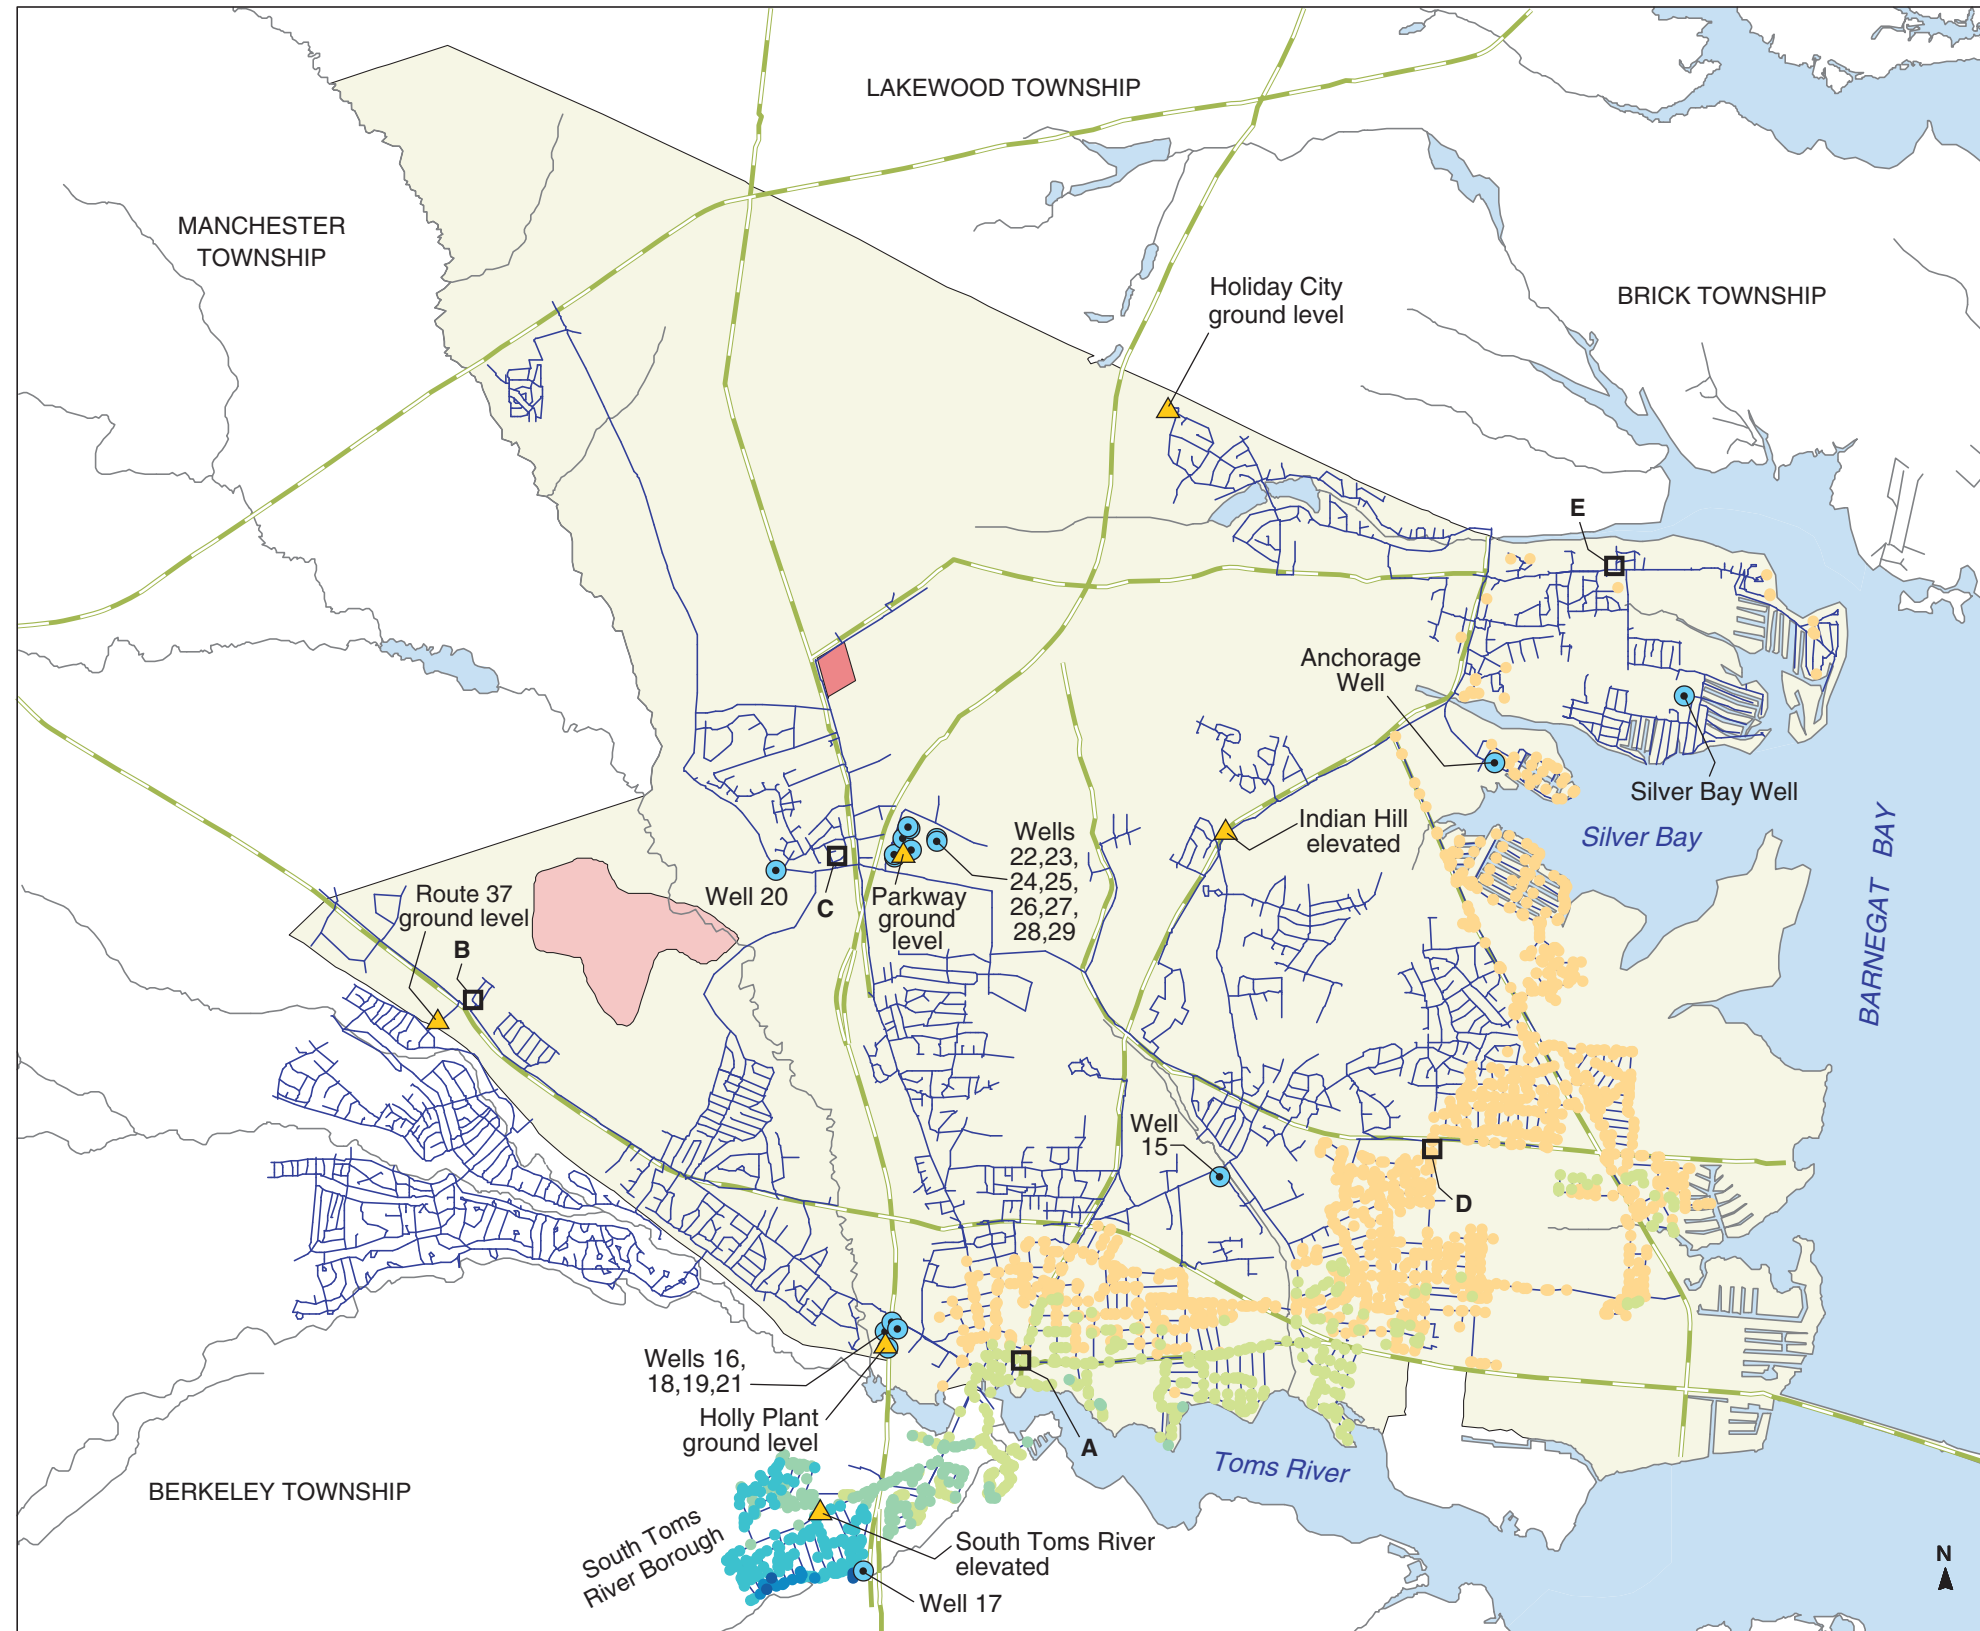 LAKEWOOD TOWNSHIP
MANCHESTER
TOWNSHIP
Holiday City
ground level
BRICK TOWNSHIP
E
Anchorage
Well
Silver Bay Well
Indian Hill
elevated
Silver Bay
BARNEGAT BAY
Wells
22,23,
24,25,
26,27,
28,29
Well 20
C
Parkway
ground
level
Route 37
ground level
B
Well
15
D
Wells 16,
18,19,21
Holly Plant
ground level
A
Toms River
BERKELEY TOWNSHIP
South Toms
River Borough
South Toms River
elevated
Well 17
N